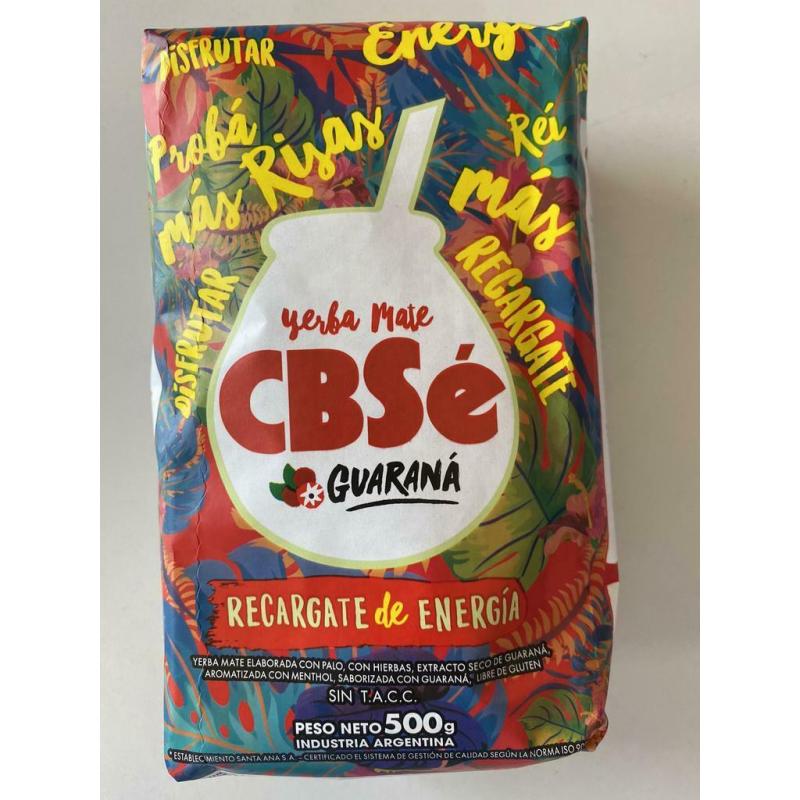 DISFRUTAR
Energía
Probá
más
Risas
Reí
más
DISFRUTAR
RECARGATE
yerba Mate
CBSé
GUARANÁ
RECARGATE de ENERGÍA
YERBA MATE ELABORADA CON PALO, CON HIERBAS, EXTRACTO SECO DE GUARANÁ,
AROMATIZADA CON MENTHOL, SABORIZADA CON GUARANÁ,* LIBRE DE GLUTEN
SIN T.A.C.C.
PESO NETO 500g
INDUSTRIA ARGENTINA
* ESTABLECIMIENTO SANTA ANA S.A. - CERTIFICADO EL SISTEMA DE GESTIÓN DE CALIDAD SEGÚN LA NORMA ISO